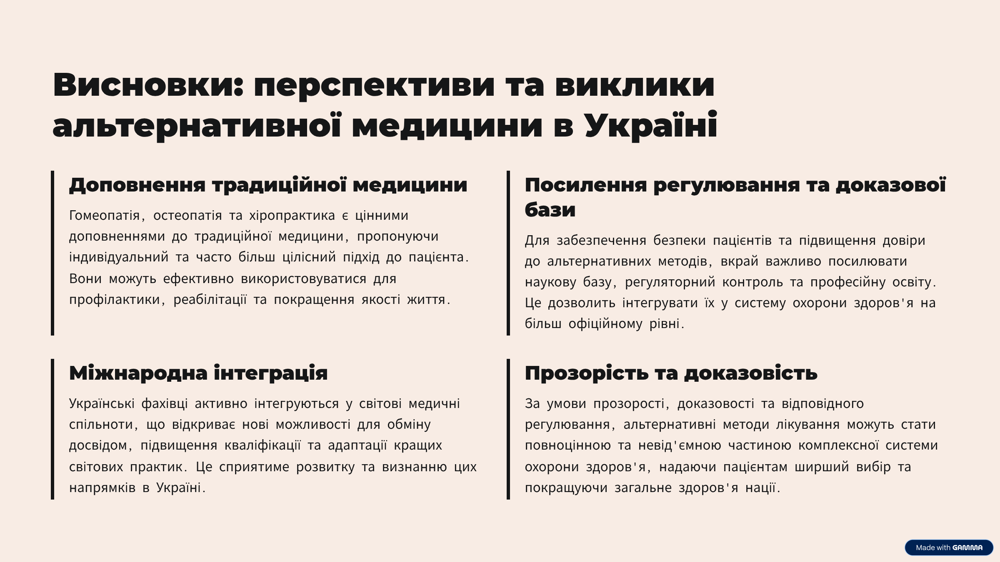 Висновки: перспективи та виклики
альтернативної медицини в Україні
Доповнення традиційної медицини
Гомеопатія, остеопатія та хіропрактика є цінними
доповненнями до традиційної медицини, пропонуючи
індивідуальний та часто більш цілісний підхід до пацієнта.
Вони можуть ефективно використовуватися для
профілактики, реабілітації та покращення якості життя.
Посилення регулювання та доказової
бази
Для забезпечення безпеки пацієнтів та підвищення довіри
до альтернативних методів, вкрай важливо посилювати
наукову базу, регуляторний контроль та професійну освіту.
Це дозволить інтегрувати їх у систему охорони здоров'я на
більш офіційному рівні.
Міжнародна інтеграція
Українські фахівці активно інтегруються у світові медичні
спільноти, що відкриває нові можливості для обміну
досвідом, підвищення кваліфікації та адаптації кращих
світових практик. Це сприятиме розвитку та визнанню цих
напрямків в Україні.
Прозорість та доказовість
За умови прозорості, доказовості та відповідного
регулювання, альтернативні методи лікування можуть стати
повноцінною та невід'ємною частиною комплексної системи
охорони здоров'я, надаючи пацієнтам ширший вибір та
покращуючи загальне здоров'я нації.
Made with GAMMA